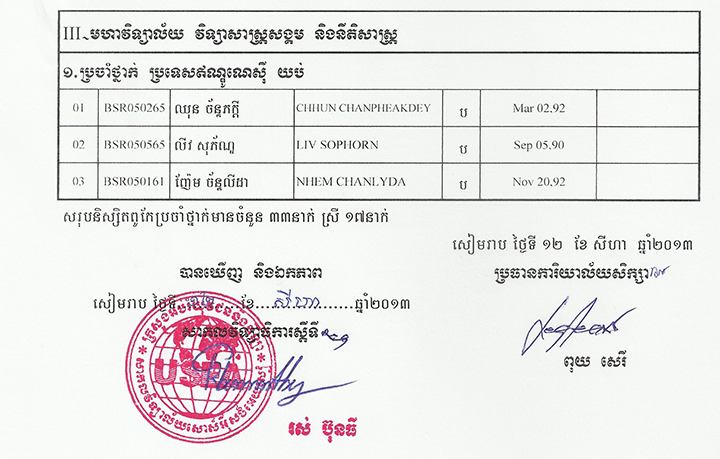 III. មហាវិទ្យាល័យ វិទ្យាសាស្ត្រសង្គម និងនីតិសាស្ត្រ
១. ប្រចាំថ្នាក់ ប្រទេសឥណ្ឌូណេស៊ី យប់
01 BSR050265 ឈុន ច័ន្ទភក្តី CHHUN CHANPHEAKDEY ប Mar 02,92
02 BSR050565 លីវ សុភ័ណ្ឌ LIV SOPHORN ប Sep 05,90
03 BSR050161 ញ៉ែម ច័ន្ទលីដា NHEM CHANLYDA ប Nov 20,92
សរុបនិស្សិតពូកែប្រចាំថ្នាក់មានចំនួន ៣៣នាក់ ស្រី ១៧នាក់
សៀមរាប ថ្ងៃទី ១២ ខែ សីហា ឆ្នាំ២០១៣
បានឃើញ និងឯកភាព
ប្រធានការិយាល័យសិក្សា
សៀមរាប ថ្ងៃទី...ខែ...សីហា......ឆ្នាំ២០១៣
សាកលវិទ្យាធិការស្តីទី
USEA
ពុយ សេរី
រស់ ប៊ុនធី